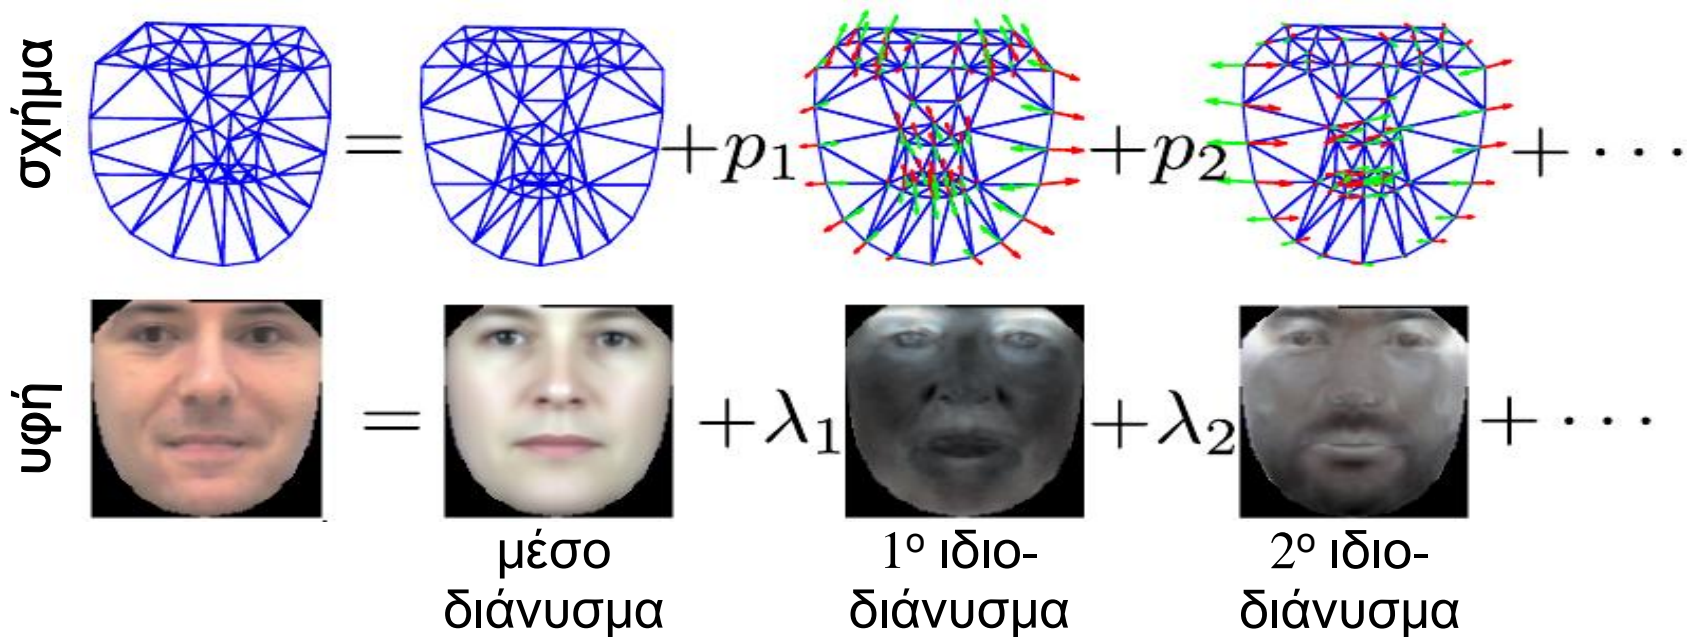 σχήμα
= +p₁ +p₂ + ···
υφή
= +λ₁ +λ₂ + ···
μέσο διάνυσμα
1ο ιδιο-διάνυσμα
2ο ιδιο-διάνυσμα